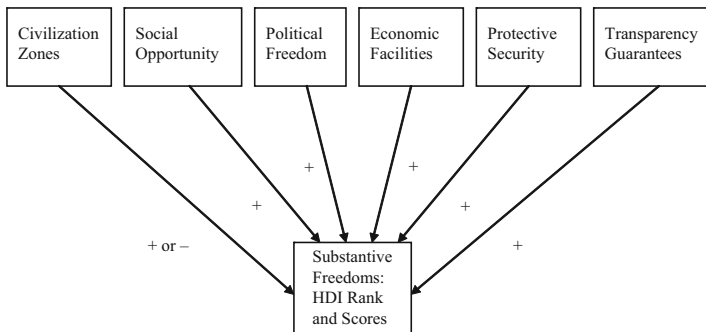 Civilization
Zones
Social
Opportunity
Political
Freedom
Economic
Facilities
Protective
Security
Transparency
Guarantees
+
+
+
+
+ or –
+
Substantive
Freedoms:
HDI Rank
and Scores